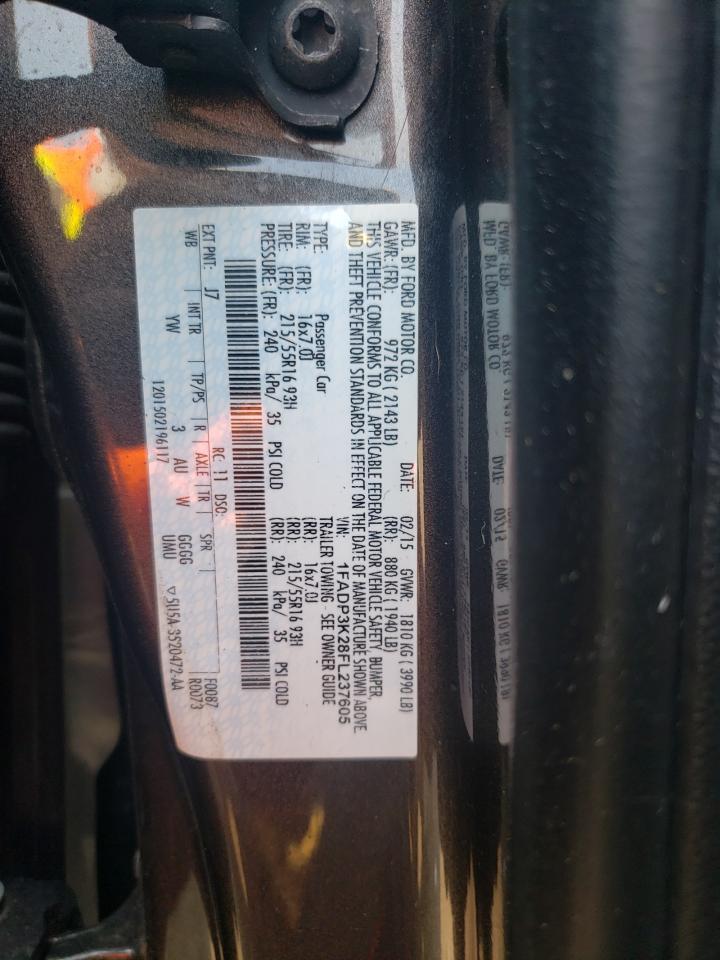 MFD. BY FORD MOTOR CO. DATE: 02/15 GVWR: 1810 KG ( 3990 LB)
GAWR: (FR): 972 KG ( 2143 LB) (RR): 880 KG ( 1940 LB)
THIS VEHICLE CONFORMS TO ALL APPLICABLE FEDERAL MOTOR VEHICLE SAFETY, BUMPER,
AND THEFT PREVENTION STANDARDS IN EFFECT ON THE DATE OF MANUFACTURE SHOWN ABOVE.
VIN: 1FADP3K28FL237605
TYPE: Passenger Car TRAILER TOWING - SEE OWNER GUIDE
RIM: (FR): 16x7.0J (RR): 16x7.0J
TIRE: (FR): 215/55R16 93H (RR): 215/55R16 93H
PRESSURE: (FR): 240 kPa/ 35 PSI COLD (RR): 240 kPa/ 35 PSI COLD
RC: 11 DSO: F0087
EXT PNT: J7 | INT TR | TP/PS | R | AXLE | TR | SPR | R0073
WB YW 3 AU W GGGG
UMU
1201502196117 ▽5U5A-3520472-AA